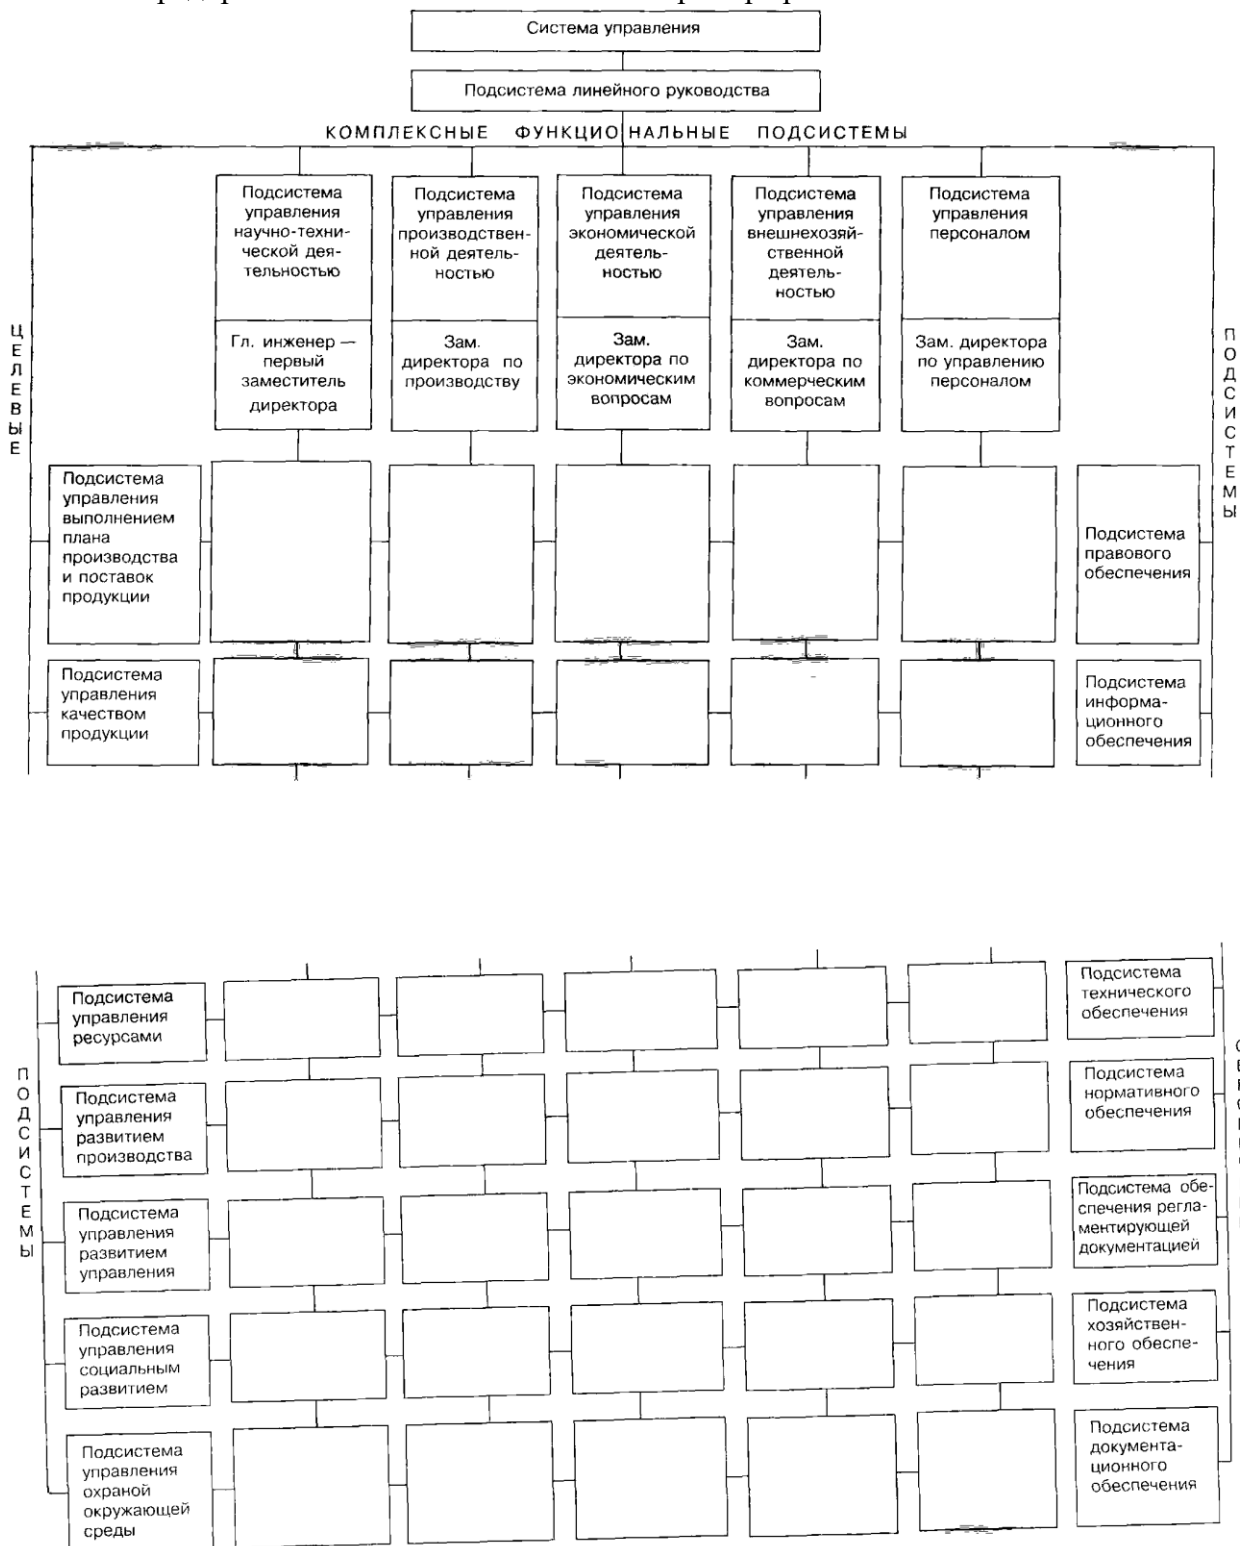 Система управления
Подсистема линейного руководства
КОМПЛЕКСНЫЕ ФУНКЦИОНАЛЬНЫЕ ПОДСИСТЕМЫ
Подсистема
управления
научно-техни-
ческой дея-
тельностью
Гл. инженер —
первый
заместитель
директора
Подсистема
управления
производствен-
ной деятель-
ностью
Зам.
директора по
производству
Подсистема
управления
экономической
деятель-
ностью
Зам.
директора по
экономическим
вопросам
Подсистема
управления
внешнехозяй-
ственной
деятель-
ностью
Зам.
директора по
коммерческим
вопросам
Подсистема
управления
персоналом
Зам. директора
по управлению
персоналом
ЦЕЛЕВЫЕ
Подсистема
управления
выполнением
плана
производства
и поставок
продукции
Подсистема
управления
качеством
продукции
Подсистема
правового
обеспечения
Подсистема
информа-
ционного
обеспечения
ПОДСИСТЕМЫ
ПОДСИСТЕМЫ
Подсистема
управления
ресурсами
Подсистема
управления
развитием
производства
Подсистема
управления
развитием
управления
Подсистема
управления
социальным
развитием
Подсистема
управления
охраной
окружающей
среды
Подсистема
технического
обеспечения
Подсистема
нормативного
обеспечения
Подсистема обе-
спечения регла-
ментирующей
документацией
Подсистема
хозяйствен-
ного обеспе-
чения
Подсистема
документа-
ционного
обеспечения